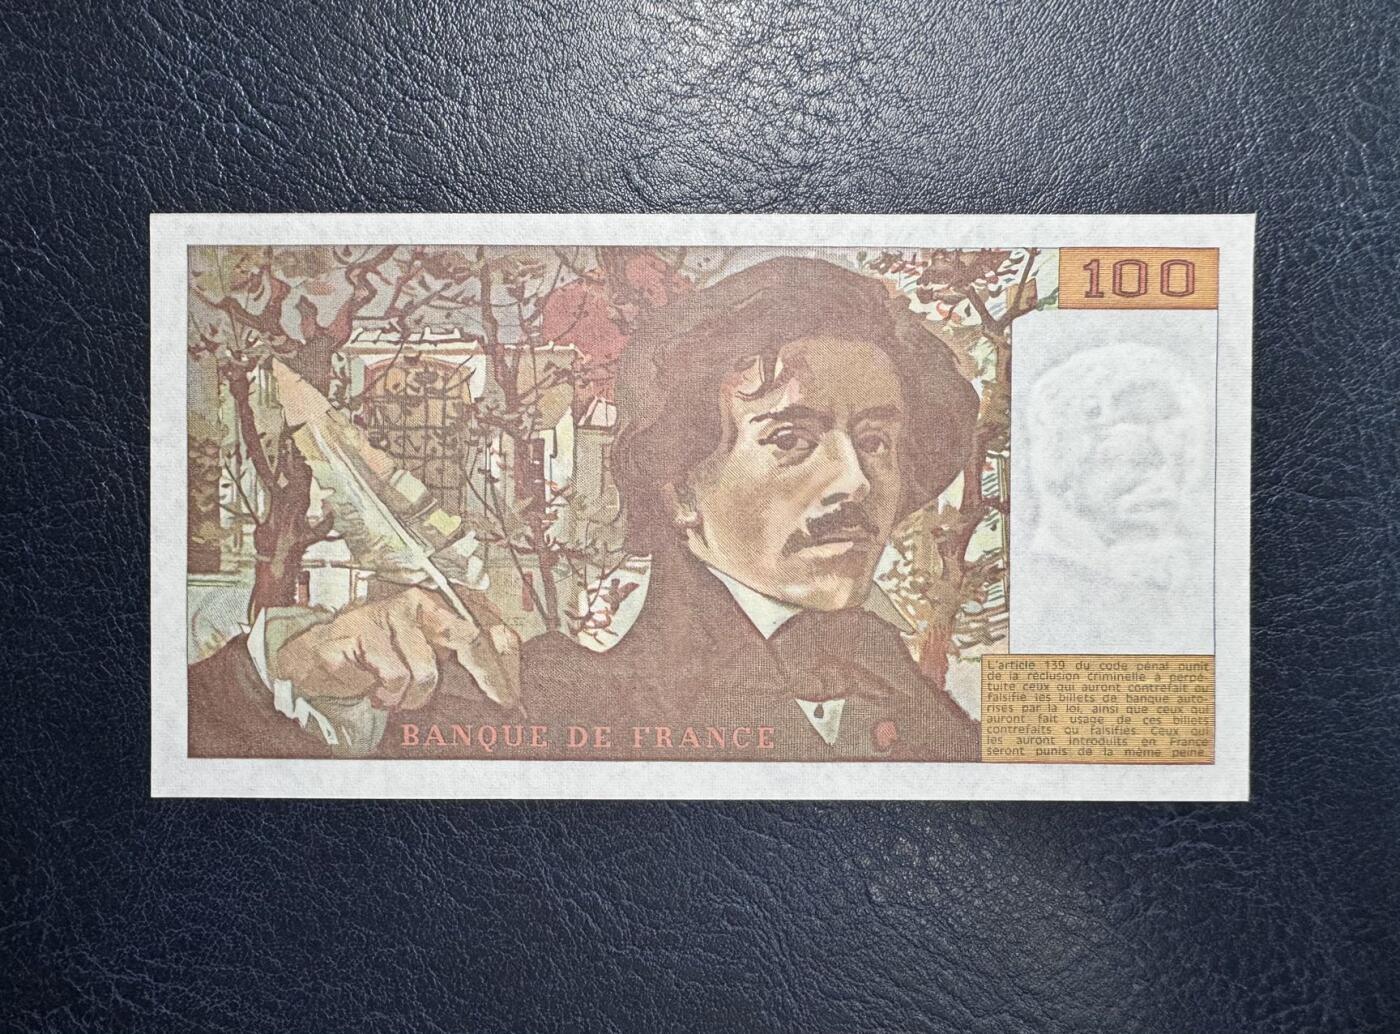 100
L'article 139 du code pénal punit
de la réclusion criminelle à perpé-
tuité ceux qui auront contrefait ou
falsifié les billets de banque auto-
risés par la loi, ainsi que ceux qui
auront fait usage de ces billets
contrefaits ou falsifiés. Ceux qui
les auront introduits en France
seront punis de la même peine.
BANQUE DE FRANCE